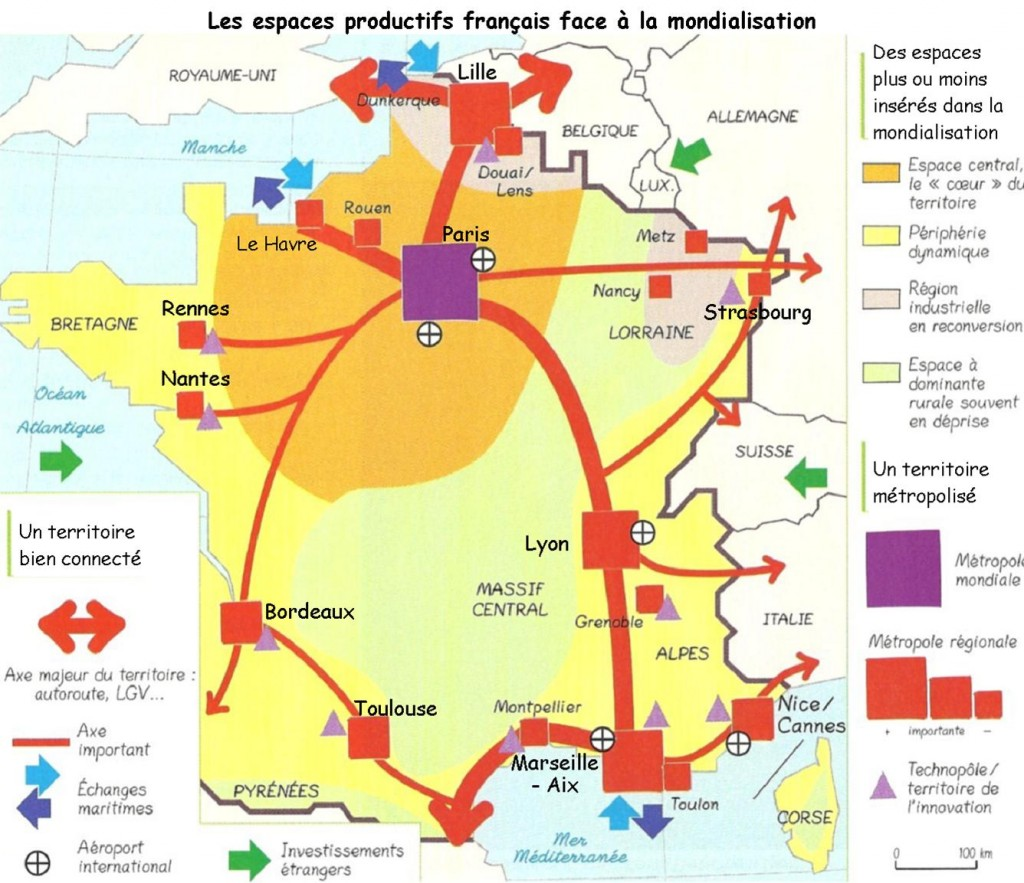 Les espaces productifs français face à la mondialisation
ROYAUME-UNI
Lille
Dunkerque
BELGIQUE
ALLEMAGNE
Manche
Douai/
Lens
LUX.
Le Havre
Rouen
Paris
Metz
Nancy
Strasbourg
LORRAINE
BRETAGNE
Rennes
Nantes
Océan
Atlantique
SUISSE
Lyon
MASSIF
CENTRAL
Grenoble
ITALIE
ALPES
Bordeaux
Toulouse
Montpellier
Marseille
- Aix
Nice/
Cannes
Toulon
PYRÉNÉES
Mer
Méditerranée
CORSE
0
100 km
Un territoire
bien connecté
Axe majeur du territoire :
autoroute, LGV...
Axe
important
Échanges
maritimes
Aéroport
international
Investissements
étrangers
Des espaces
plus ou moins
insérés dans la
mondialisation
Espace central,
le « cœur » du
territoire
Périphérie
dynamique
Région
industrielle
en reconversion
Espace à
dominante
rurale souvent
en déprise
Un territoire
métropolisé
Métropole
mondiale
Métropole régionale
+ importante –
Technopôle/
territoire de
l'innovation